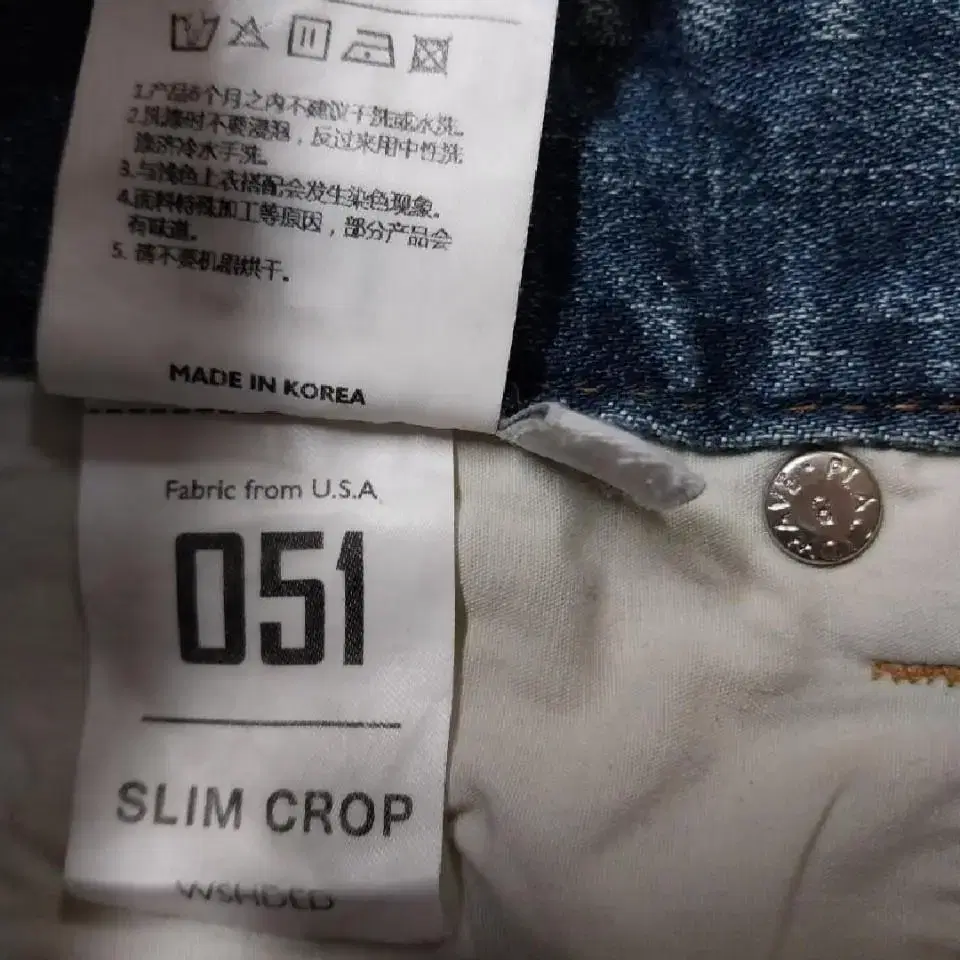 1.产品6个月之内不建议干洗或水洗。
2.洗涤时不要浸泡，反过来用中性洗
涤济冷水手洗。
3.与浅色上衣搭配会发生染色现象。
4.面料特殊加工等原因，部分产品会
有味道。
5. 请不要机器烘干。
MADE IN KOREA
Fabric from U.S.A
051
SLIM CROP